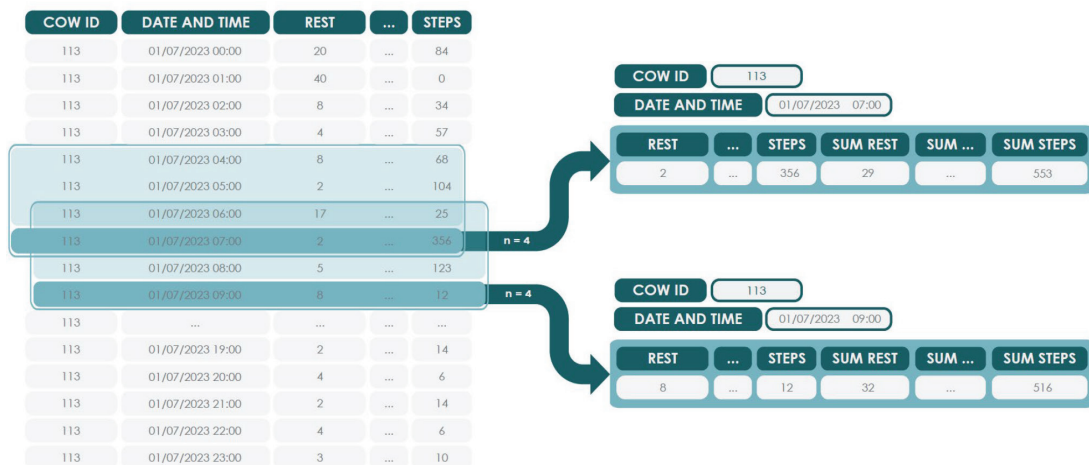 COW ID DATE AND TIME REST ... STEPS
113 01/07/2023 00:00 20 ... 84
113 01/07/2023 01:00 40 ... 0
113 01/07/2023 02:00 8 ... 34
113 01/07/2023 03:00 4 ... 57
113 01/07/2023 04:00 8 ... 68
113 01/07/2023 05:00 2 ... 104
113 01/07/2023 06:00 17 ... 25
113 01/07/2023 07:00 2 ... 356
n = 4
113 01/07/2023 08:00 5 ... 123
113 01/07/2023 09:00 8 ... 12
n = 4
113 ... ... ... ...
113 01/07/2023 19:00 2 ... 14
113 01/07/2023 20:00 4 ... 6
113 01/07/2023 21:00 2 ... 14
113 01/07/2023 22:00 4 ... 6
113 01/07/2023 23:00 3 ... 10
COW ID 113
DATE AND TIME 01/07/2023 07:00
REST ... STEPS SUM REST SUM ... SUM STEPS
2 ... 356 29 ... 553
COW ID 113
DATE AND TIME 01/07/2023 09:00
REST ... STEPS SUM REST SUM ... SUM STEPS
8 ... 12 32 ... 516